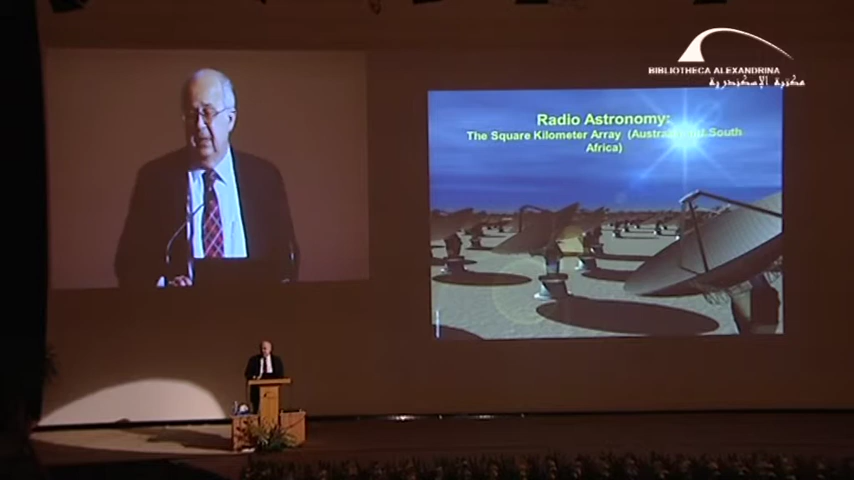 BIBLIOTHECA ALEXANDRINA
مكتبة الإسكندرية
Radio Astronomy:
The Square Kilometer Array (Australia and South
Africa)